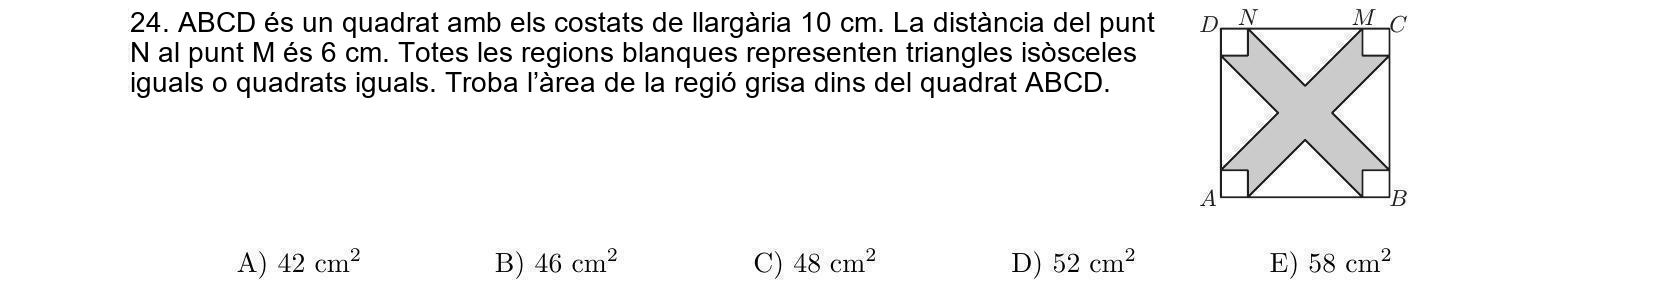 24. ABCD és un quadrat amb els costats de llargària 10 cm. La distància del punt
N al punt M és 6 cm. Totes les regions blanques representen triangles isòsceles
iguals o quadrats iguals. Troba l’àrea de la regió grisa dins del quadrat ABCD.
D N M C
A B
A) 42 cm² B) 46 cm² C) 48 cm² D) 52 cm² E) 58 cm²